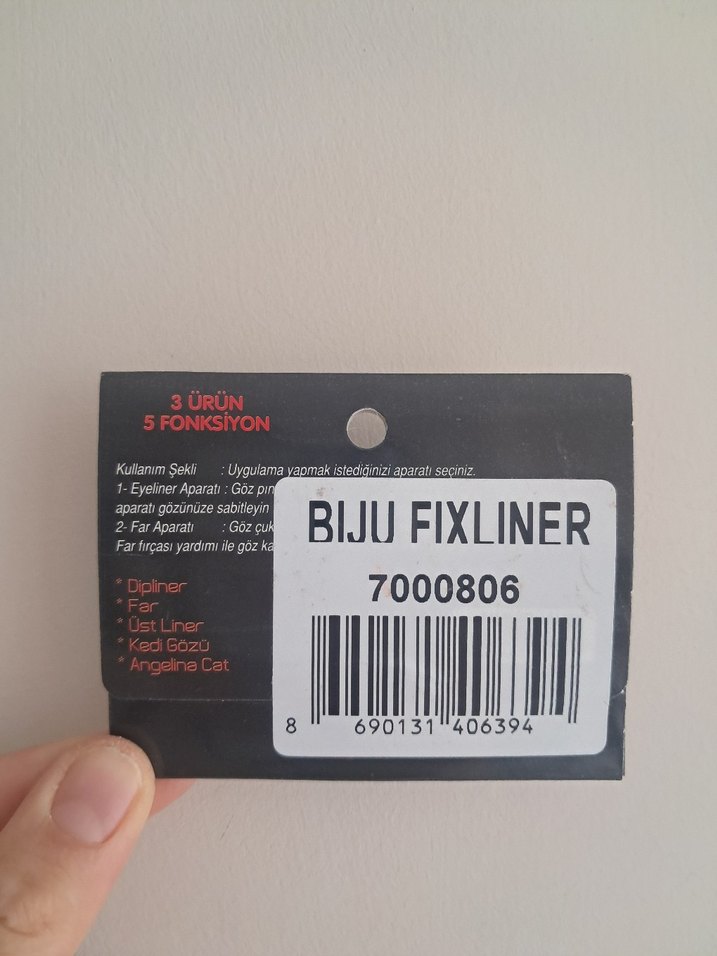 3 ÜRÜN
5 FONKSİYON
Kullanım Şekli : Uygulama yapmak istediğinizi aparatı seçiniz.
1- Eyeliner Aparatı : Göz
aparatı gözünüze sabitleyin
2- Far Aparatı : Göz
Far fırçası yardımı ile göz
* Dipliner
* Far
* Üst Liner
* Kedi Gözü
* Angelina Cat
BIJU FIXLINER
7000806
8 690131 406394